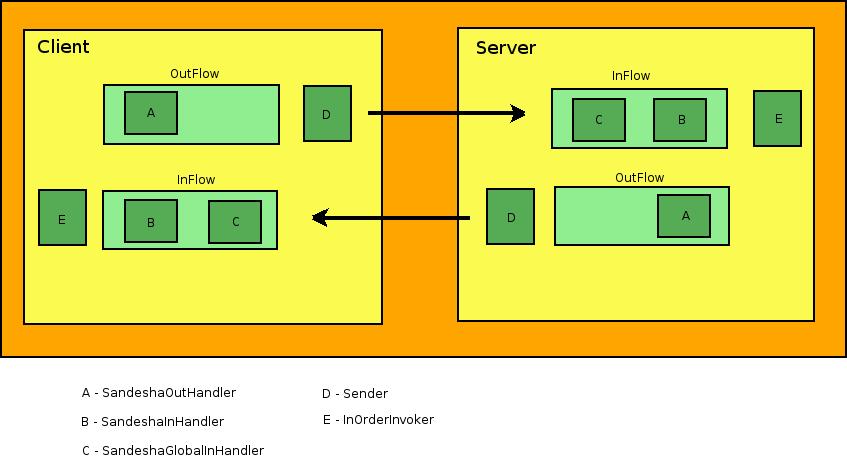 Client
OutFlow
A
D
InFlow
E
B
C
Server
InFlow
C
B
E
OutFlow
D
A
A - SandeshaOutHandler
B - SandeshaInHandler
C - SandeshaGlobalInHandler
D - Sender
E - InOrderInvoker